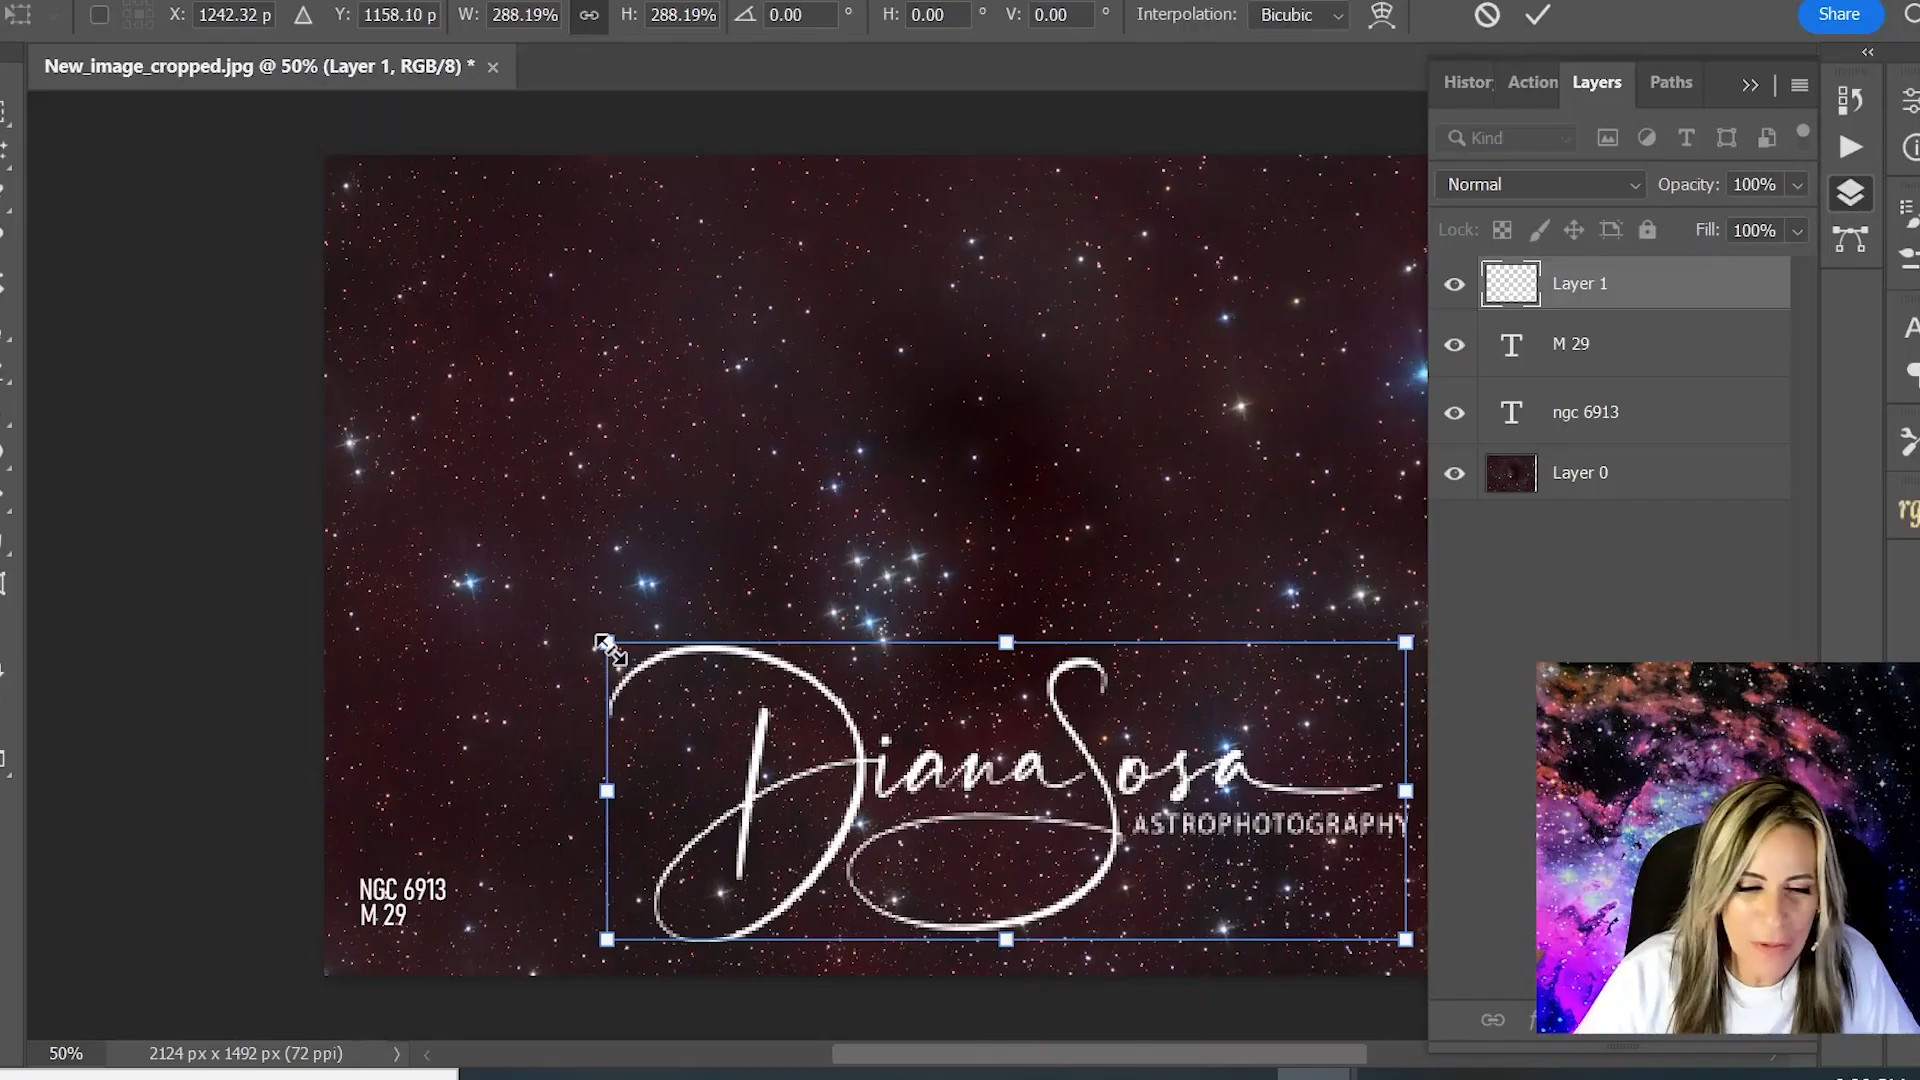 X: 1242.32 p Y: 1158.10 p W: 288.19% H: 288.19% 0.00 ° H: 0.00 ° V: 0.00 ° Interpolation: Bicubic Share
New_image_cropped.jpg @ 50% (Layer 1, RGB/8) * ×
Histor Action Layers Paths
Kind
Normal Opacity: 100%
Lock: Fill: 100%
Layer 1
M 29
ngc 6913
Layer 0
Diana Sosa
ASTROPHOTOGRAPHY
NGC 6913
M 29
50% 2124 px x 1492 px (72 ppi)